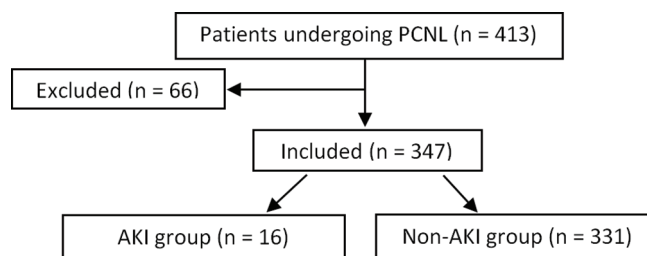 Patients undergoing PCNL (n = 413)
Excluded (n = 66)
Included (n = 347)
AKI group (n = 16)
Non-AKI group (n = 331)